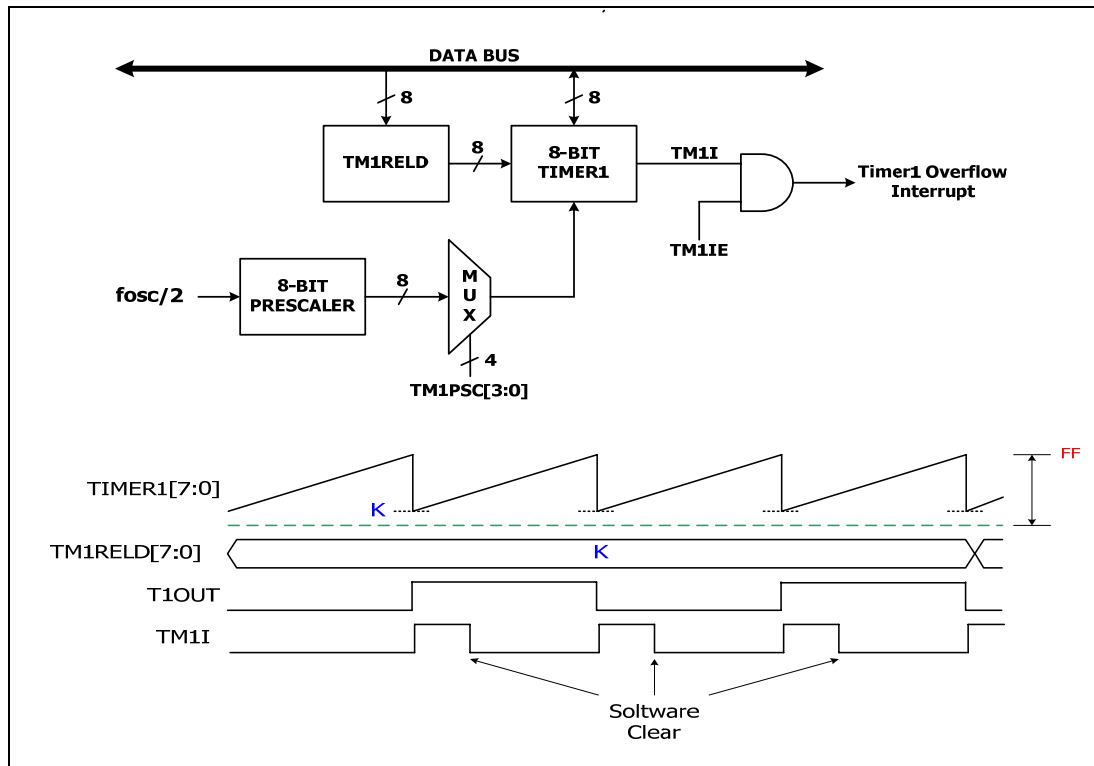 DATA BUS
8
8
TM1RELD
8
8-BIT
TIMER1
TM1I
Timer1 Overflow
Interrupt
TM1IE
fosc/2
8-BIT
PRESCALER
8
M
U
X
4
TM1PSC[3:0]
FF
TIMER1[7:0]
K
TM1RELD[7:0]
K
T1OUT
TM1I
Soltware
Clear